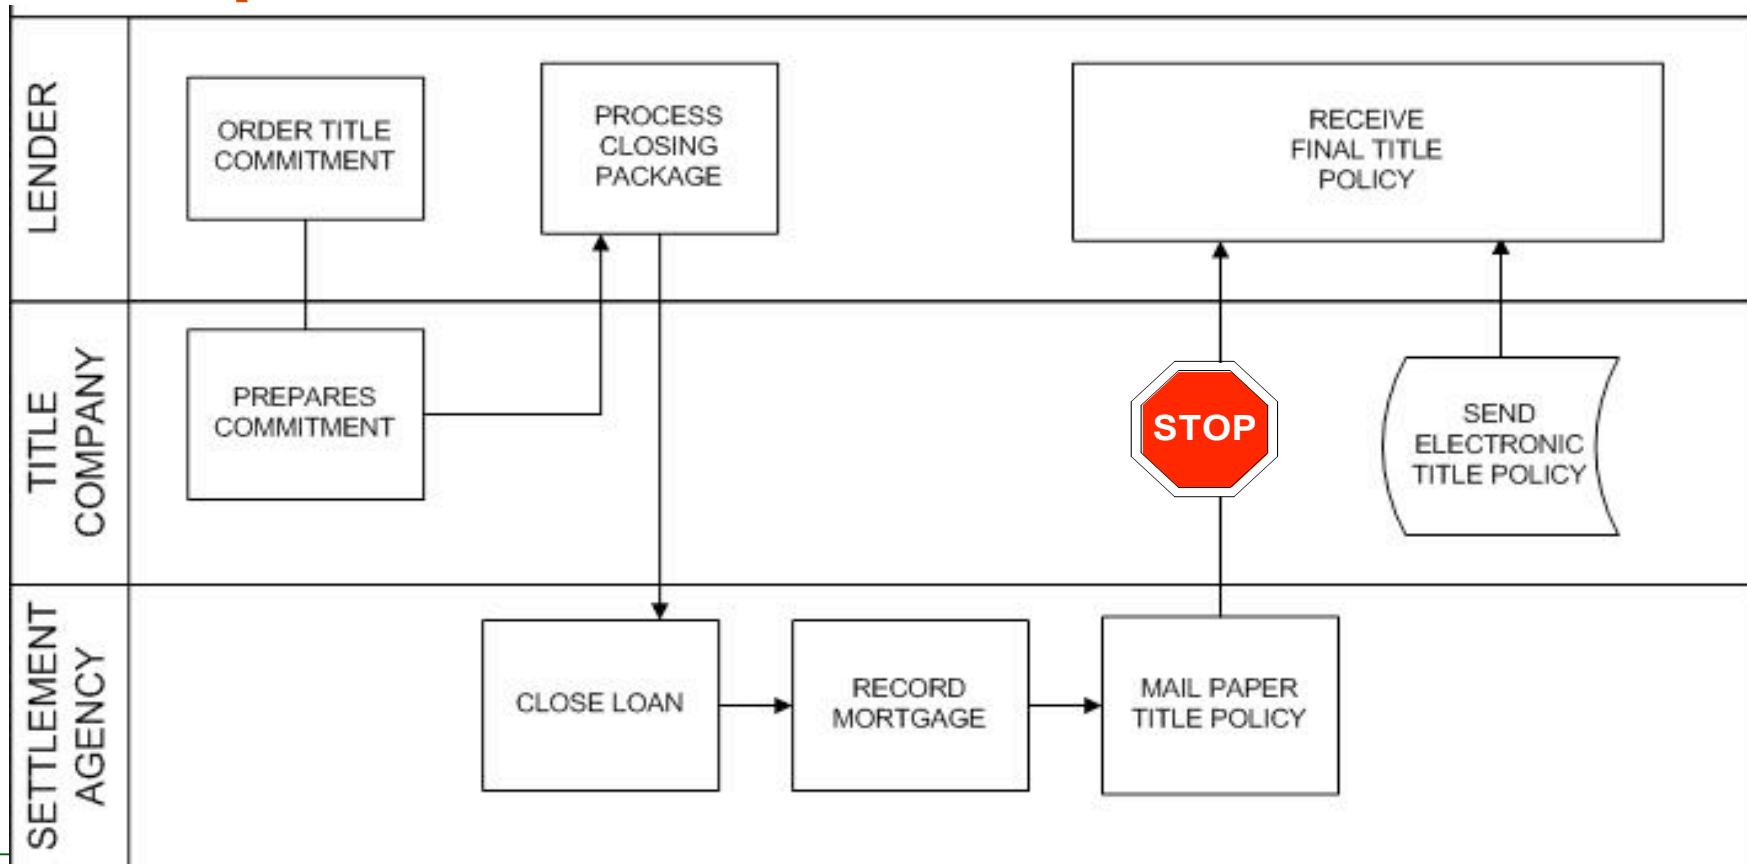 LENDER
ORDER TITLE
COMMITMENT
PROCESS
CLOSING
PACKAGE
RECEIVE
FINAL TITLE
POLICY
TITLE
COMPANY
PREPARES
COMMITMENT
STOP
SEND
ELECTRONIC
TITLE POLICY
SETTLEMENT
AGENCY
CLOSE LOAN
RECORD
MORTGAGE
MAIL PAPER
TITLE POLICY